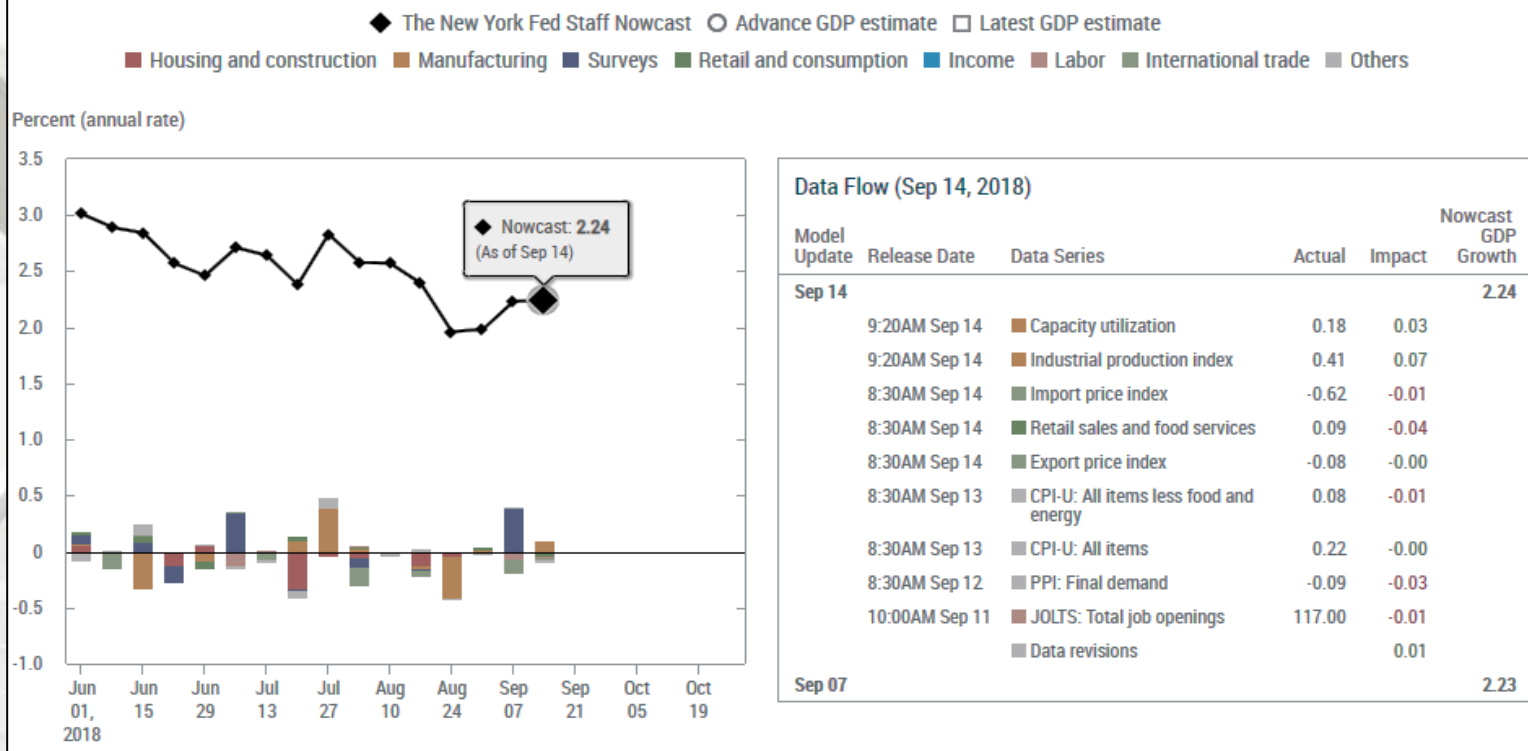 The New York Fed Staff Nowcast Advance GDP estimate Latest GDP estimate
Housing and construction Manufacturing Surveys Retail and consumption Income Labor International trade Others
Percent (annual rate)
3.5
3.0
2.5
2.0
1.5
1.0
0.5
0
-0.5
-1.0
Nowcast: 2.24
(As of Sep 14)
Jun 01, 2018
Jun 15
Jun 29
Jul 13
Jul 27
Aug 10
Aug 24
Sep 07
Sep 21
Oct 05
Oct 19
Data Flow (Sep 14, 2018)
Model Update Release Date Data Series Actual Impact Nowcast GDP Growth
Sep 14 2.24
9:20AM Sep 14 Capacity utilization 0.18 0.03
9:20AM Sep 14 Industrial production index 0.41 0.07
8:30AM Sep 14 Import price index -0.62 -0.01
8:30AM Sep 14 Retail sales and food services 0.09 -0.04
8:30AM Sep 14 Export price index -0.08 -0.00
8:30AM Sep 13 CPI-U: All items less food and energy 0.08 -0.01
8:30AM Sep 13 CPI-U: All items 0.22 -0.00
8:30AM Sep 12 PPI: Final demand -0.09 -0.03
10:00AM Sep 11 JOLTS: Total job openings 117.00 -0.01
Data revisions 0.01
Sep 07 2.23